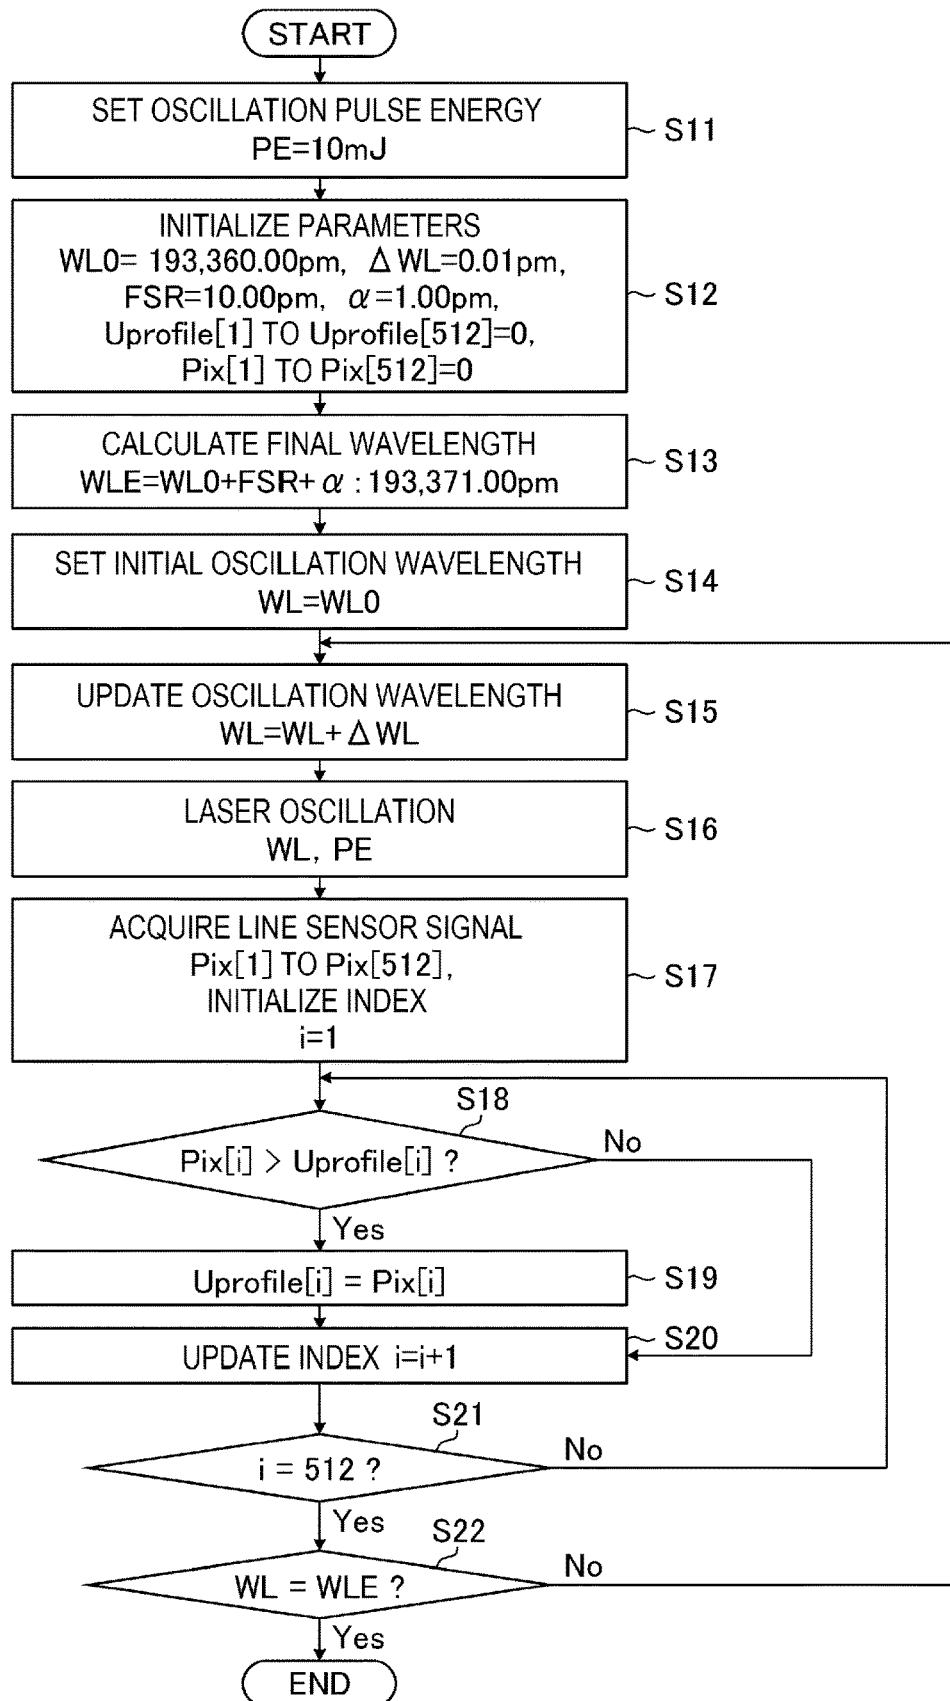 START
SET OSCILLATION PULSE ENERGY
PE=10mJ
S11
INITIALIZE PARAMETERS
WL0= 193,360.00pm, ΔWL=0.01pm,
FSR=10.00pm, α=1.00pm,
Uprofile[1] TO Uprofile[512]=0,
Pix[1] TO Pix[512]=0
S12
CALCULATE FINAL WAVELENGTH
WLE=WL0+FSR+α : 193,371.00pm
S13
SET INITIAL OSCILLATION WAVELENGTH
WL=WL0
S14
UPDATE OSCILLATION WAVELENGTH
WL=WL+ΔWL
S15
LASER OSCILLATION
WL, PE
S16
ACQUIRE LINE SENSOR SIGNAL
Pix[1] TO Pix[512],
INITIALIZE INDEX
i=1
S17
S18
Pix[i] > Uprofile[i] ?
No
Yes
Uprofile[i] = Pix[i]
S19
UPDATE INDEX i=i+1
S20
S21
i = 512 ?
No
Yes
S22
WL = WLE ?
No
Yes
END